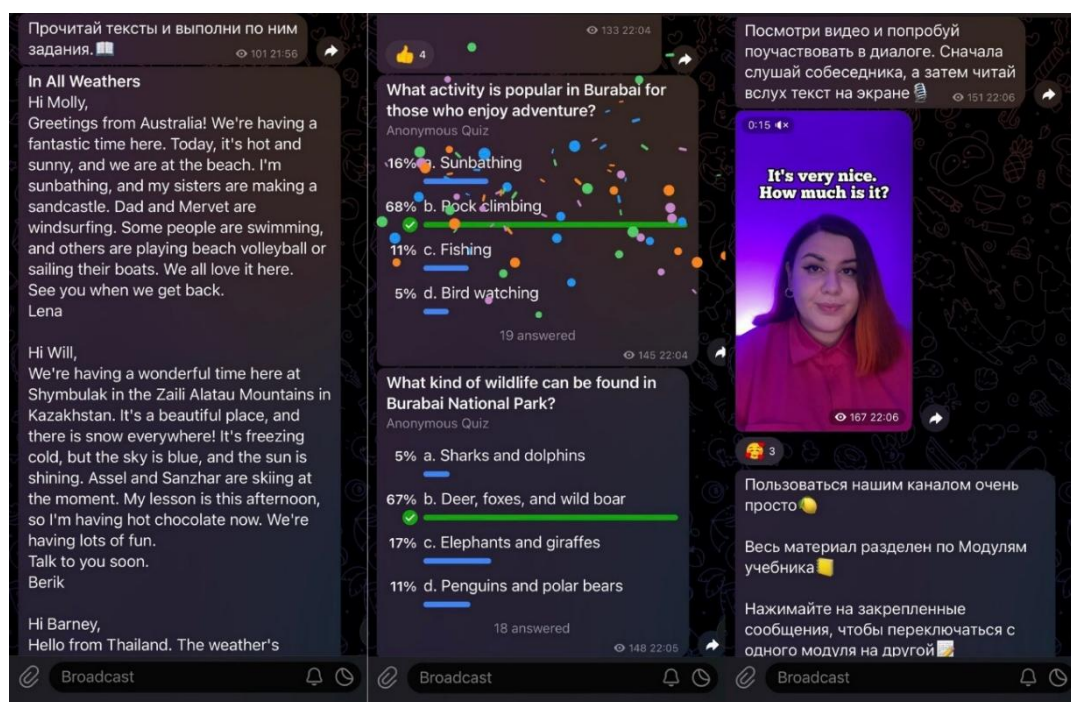 Прочитай тексты и выполни по ним
задания.📖
101 21:56
In All Weathers
Hi Molly,
Greetings from Australia! We're having a
fantastic time here. Today, it's hot and
sunny, and we are at the beach. I'm
sunbathing, and my sisters are making a
sandcastle. Dad and Mervet are
windsurfing. Some people are swimming,
and others are playing beach volleyball or
sailing their boats. We all love it here.
See you when we get back.
Lena
Hi Will,
We're having a wonderful time here at
Shymbulak in the Zaili Alatau Mountains in
Kazakhstan. It's a beautiful place, and
there is snow everywhere! It's freezing
cold, but the sky is blue, and the sun is
shining. Assel and Sanzhar are skiing at
the moment. My lesson is this afternoon,
so I'm having hot chocolate now. We're
having lots of fun.
Talk to you soon.
Berik
Hi Barney,
Hello from Thailand. The weather's
Broadcast
133 22:04
👍 4
What activity is popular in Burabai for
those who enjoy adventure?
Anonymous Quiz
16% a. Sunbathing
68% b. Rock climbing
11% c. Fishing
5% d. Bird watching
19 answered
145 22:04
What kind of wildlife can be found in
Burabai National Park?
Anonymous Quiz
5% a. Sharks and dolphins
67% b. Deer, foxes, and wild boar
17% c. Elephants and giraffes
11% d. Penguins and polar bears
18 answered
148 22:05
Broadcast
Посмотри видео и попробуй
поучаствовать в диалоге. Сначала
слушай собеседника, а затем читай
вслух текст на экране🎙
151 22:06
0:15
It's very nice.
How much is it?
167 22:06
🥰 3
Пользоваться нашим каналом очень
просто🍋
Весь материал разделен по Модулям
учебника📒
Нажимайте на закрепленные
сообщения, чтобы переключаться с
одного модуля на другой📝
Broadcast